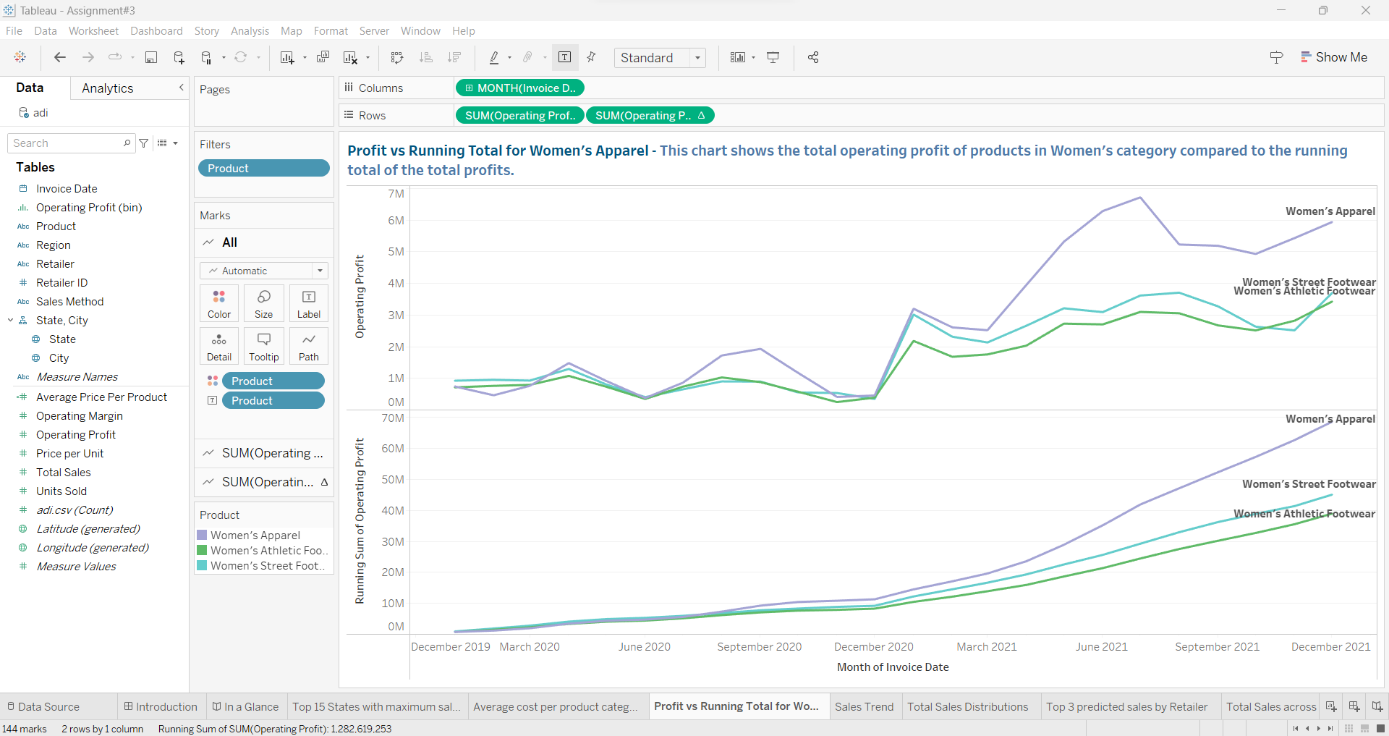 Tableau - Assignment#3
File Data Worksheet Dashboard Story Analysis Map Format Server Window Help
Standard
Show Me
Data
Analytics
adi
Search
Tables
Invoice Date
Operating Profit (bin)
Abc Product
Abc Region
Abc Retailer
# Retailer ID
Abc Sales Method
State, City
State
City
Abc Measure Names
=# Average Price Per Product
# Operating Margin
# Operating Profit
# Price per Unit
# Total Sales
# Units Sold
# adi.csv (Count)
Latitude (generated)
Longitude (generated)
# Measure Values
Pages
Filters
Product
Marks
All
Automatic
Color
Size
Label
Detail
Tooltip
Path
Product
Product
SUM(Operating ...
SUM(Operatin... Δ
Product
Women's Apparel
Women's Athletic Foo..
Women's Street Foot..
Columns
MONTH(Invoice D..
Rows
SUM(Operating Prof..
SUM(Operating P.. Δ
Profit vs Running Total for Women's Apparel - This chart shows the total operating profit of products in Women's category compared to the running
total of the total profits.
Operating Profit
7M
6M
5M
4M
3M
2M
1M
0M
Women's Apparel
Women's Street Footwear
Women's Athletic Footwear
Running Sum of Operating Profit
70M
60M
50M
40M
30M
20M
10M
0M
Women's Apparel
Women's Street Footwear
Women's Athletic Footwear
December 2019 March 2020 June 2020 September 2020 December 2020 March 2021 June 2021 September 2021 December 2021
Month of Invoice Date
Data Source
Introduction
In a Glance
Top 15 States with maximum sal...
Average cost per product categ...
Profit vs Running Total for Wo...
Sales Trend
Total Sales Distributions
Top 3 predicted sales by Retailer
Total Sales across
144 marks 2 rows by 1 column Running Sum of SUM(Operating Profit): 1,282,619,253